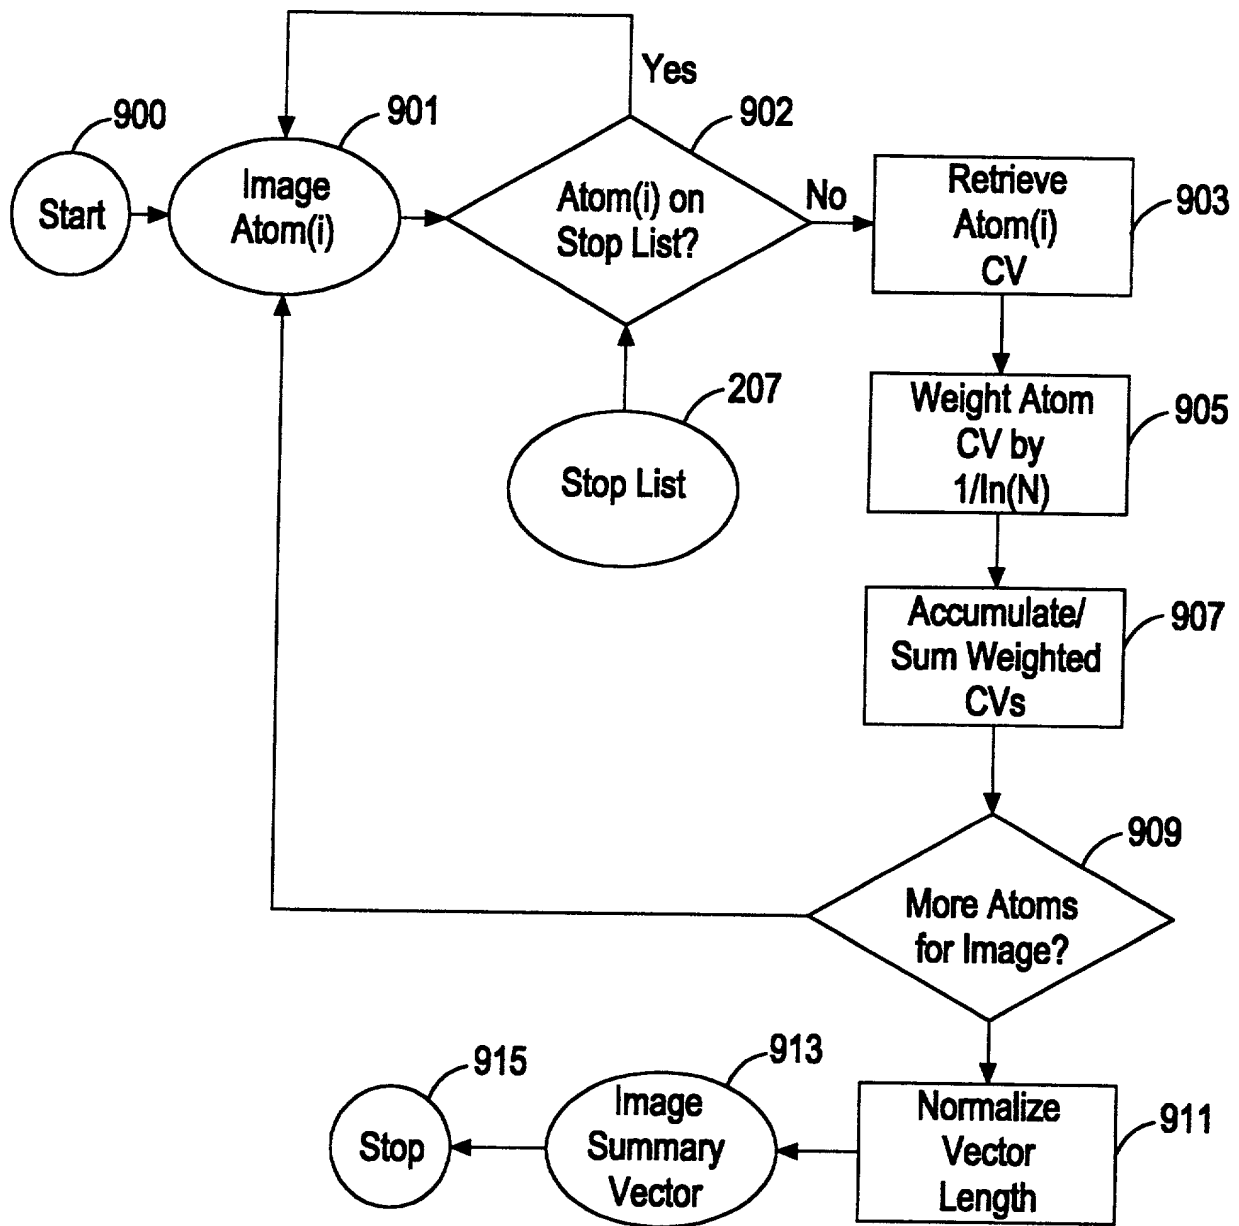 Yes
900
901
902
Start
Image
Atom(i)
Atom(i) on
Stop List?
No
Retrieve
Atom(i)
CV
903
207
Stop List
Weight Atom
CV by
1/ln(N)
905
Accumulate/
Sum Weighted
CVs
907
909
More Atoms
for Image?
915
Stop
913
Image
Summary
Vector
Normalize
Vector
Length
911